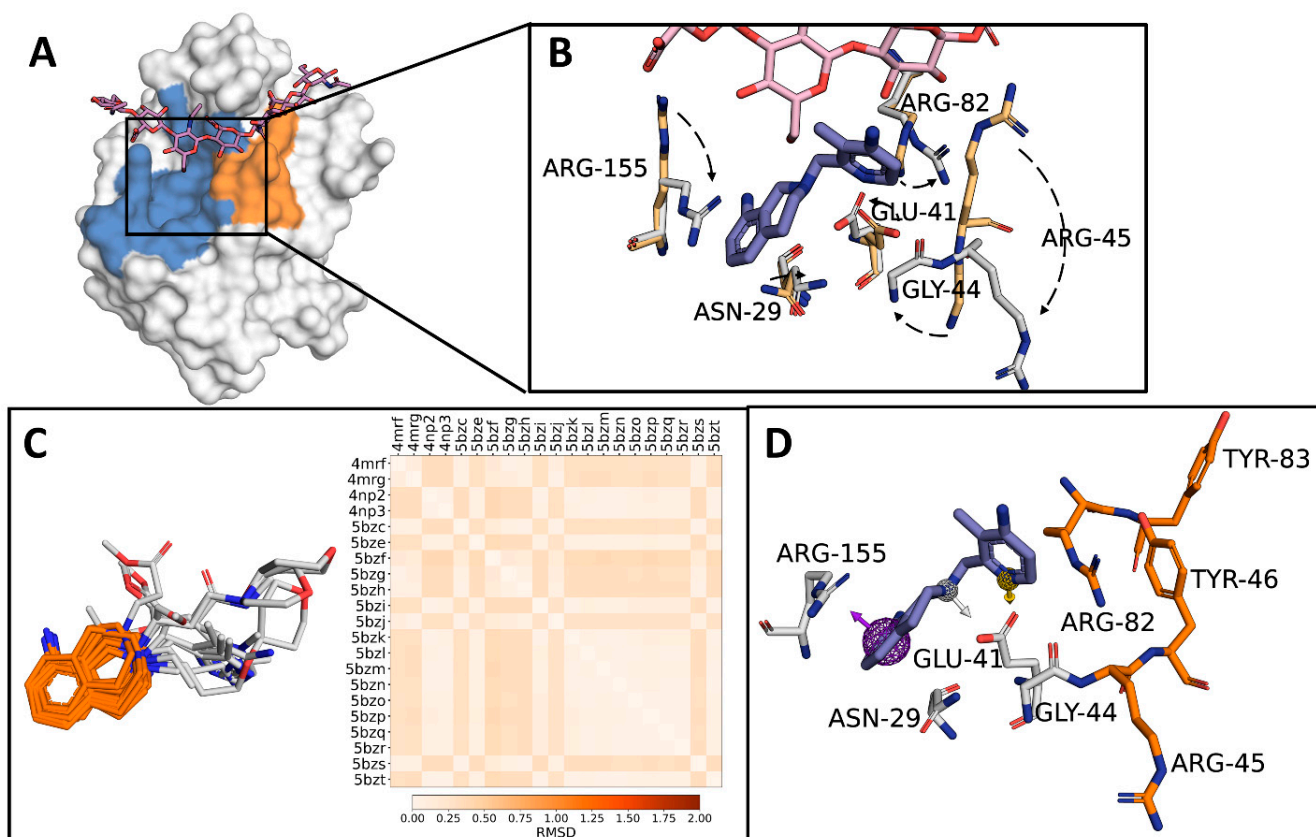 A
B
ARG-82
ARG-155
GLU-41
ARG-45
GLY-44
ASN-29
C
4mrf 4mrg 4np2 4np3 5bzc 5bze 5bzf 5bzg 5bzh 5bzi 5bzj 5bzk 5bzl 5bzm 5bzn 5bzo 5bzp 5bzq 5bzr 5bzs 5bzt
4mrf
4mrg
4np2
4np3
5bzc
5bze
5bzf
5bzg
5bzh
5bzi
5bzj
5bzk
5bzl
5bzm
5bzn
5bzo
5bzp
5bzq
5bzr
5bzs
5bzt
0.00 0.25 0.50 0.75 1.00 1.25 1.50 1.75 2.00
RMSD
D
TYR-83
ARG-155
TYR-46
ARG-82
GLU-41
ASN-29
GLY-44
ARG-45